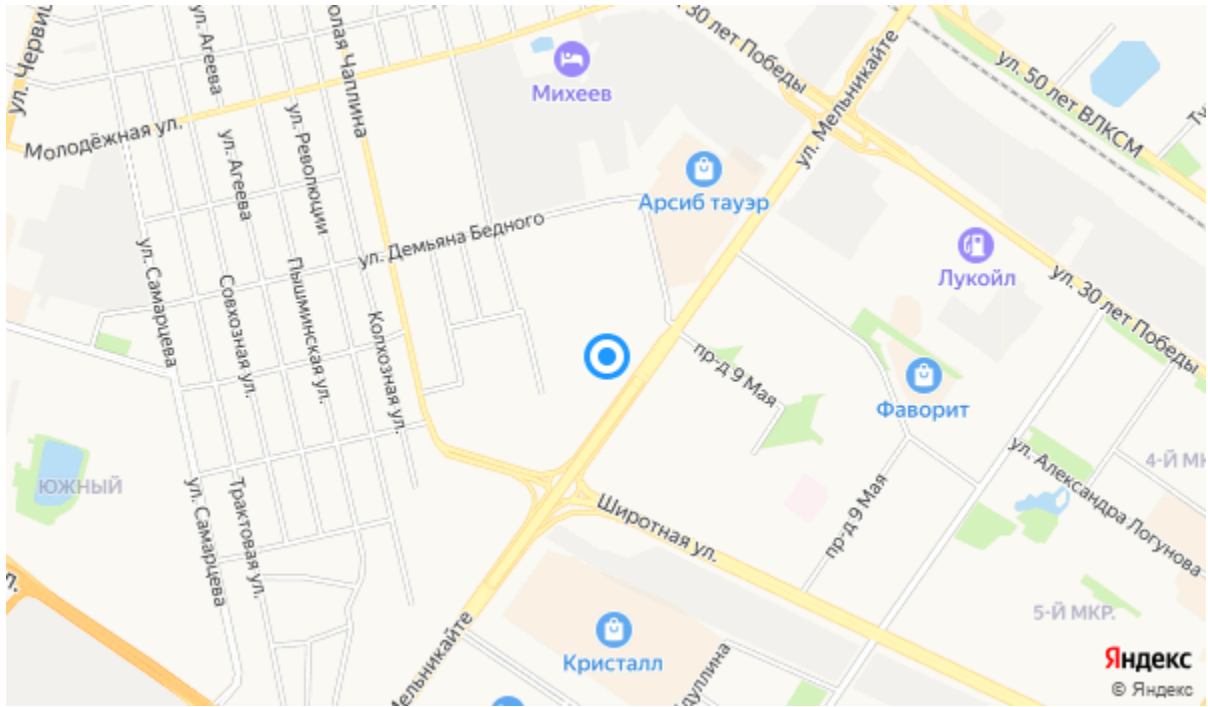 ул. Червиш
ул. Агеева
олая Чаплина
ул. 30 лет Победы
ул. Мельникайте
ул. 50 лет ВЛКСМ
Михеев
Молодёжная ул.
ул. Агеева
ул. Революции
Арсиб тауэр
ул. Демьяна Бедного
Лукойл
ул. 30 лет Победы
ул. Самарцева
Совхозная ул.
Пышминская ул.
Колхозная ул.
пр-д 9 Мая
Фаворит
ЮЖНЫЙ
ул. Самарцева
Трактовая ул.
Широтная ул.
пр-д 9 Мая
ул. Александра Логунова
4-Й МК
5-Й МКР.
Мельникайте
Кристалл
дуллина
Яндекс
© Яндекс